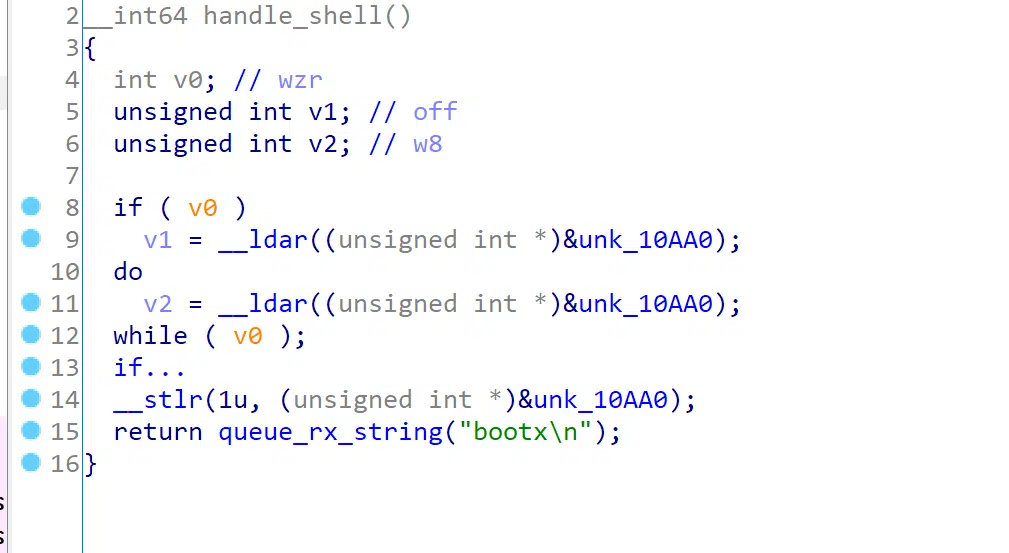 2 __int64 handle_shell()
3 {
4 int v0; // wzr
5 unsigned int v1; // off
6 unsigned int v2; // w8
7
8 if ( v0 )
9 v1 = __ldar((unsigned int *)&unk_10AA0);
10 do
11 v2 = __ldar((unsigned int *)&unk_10AA0);
12 while ( v0 );
13 if...
14 __stlr(1u, (unsigned int *)&unk_10AA0);
15 return queue_rx_string("bootx\n");
16 }